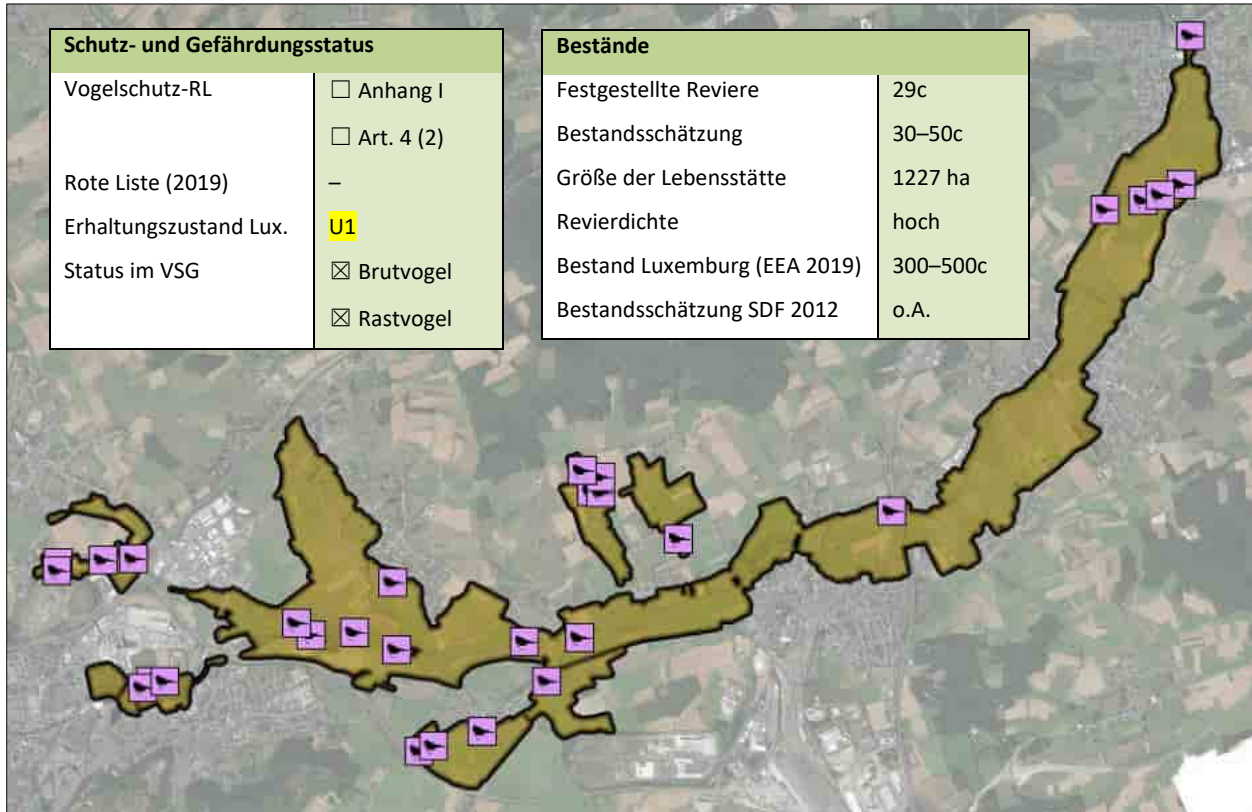 Schutz- und Gefährdungsstatus
Vogelschutz-RL ☐ Anhang I
☐ Art. 4 (2)
Rote Liste (2019) –
Erhaltungszustand Lux. U1
Status im VSG ☒ Brutvogel
☒ Rastvogel
Bestände
Festgestellte Reviere 29c
Bestandsschätzung 30–50c
Größe der Lebensstätte 1227 ha
Revierdichte hoch
Bestand Luxemburg (EEA 2019) 300–500c
Bestandsschätzung SDF 2012 o.A.